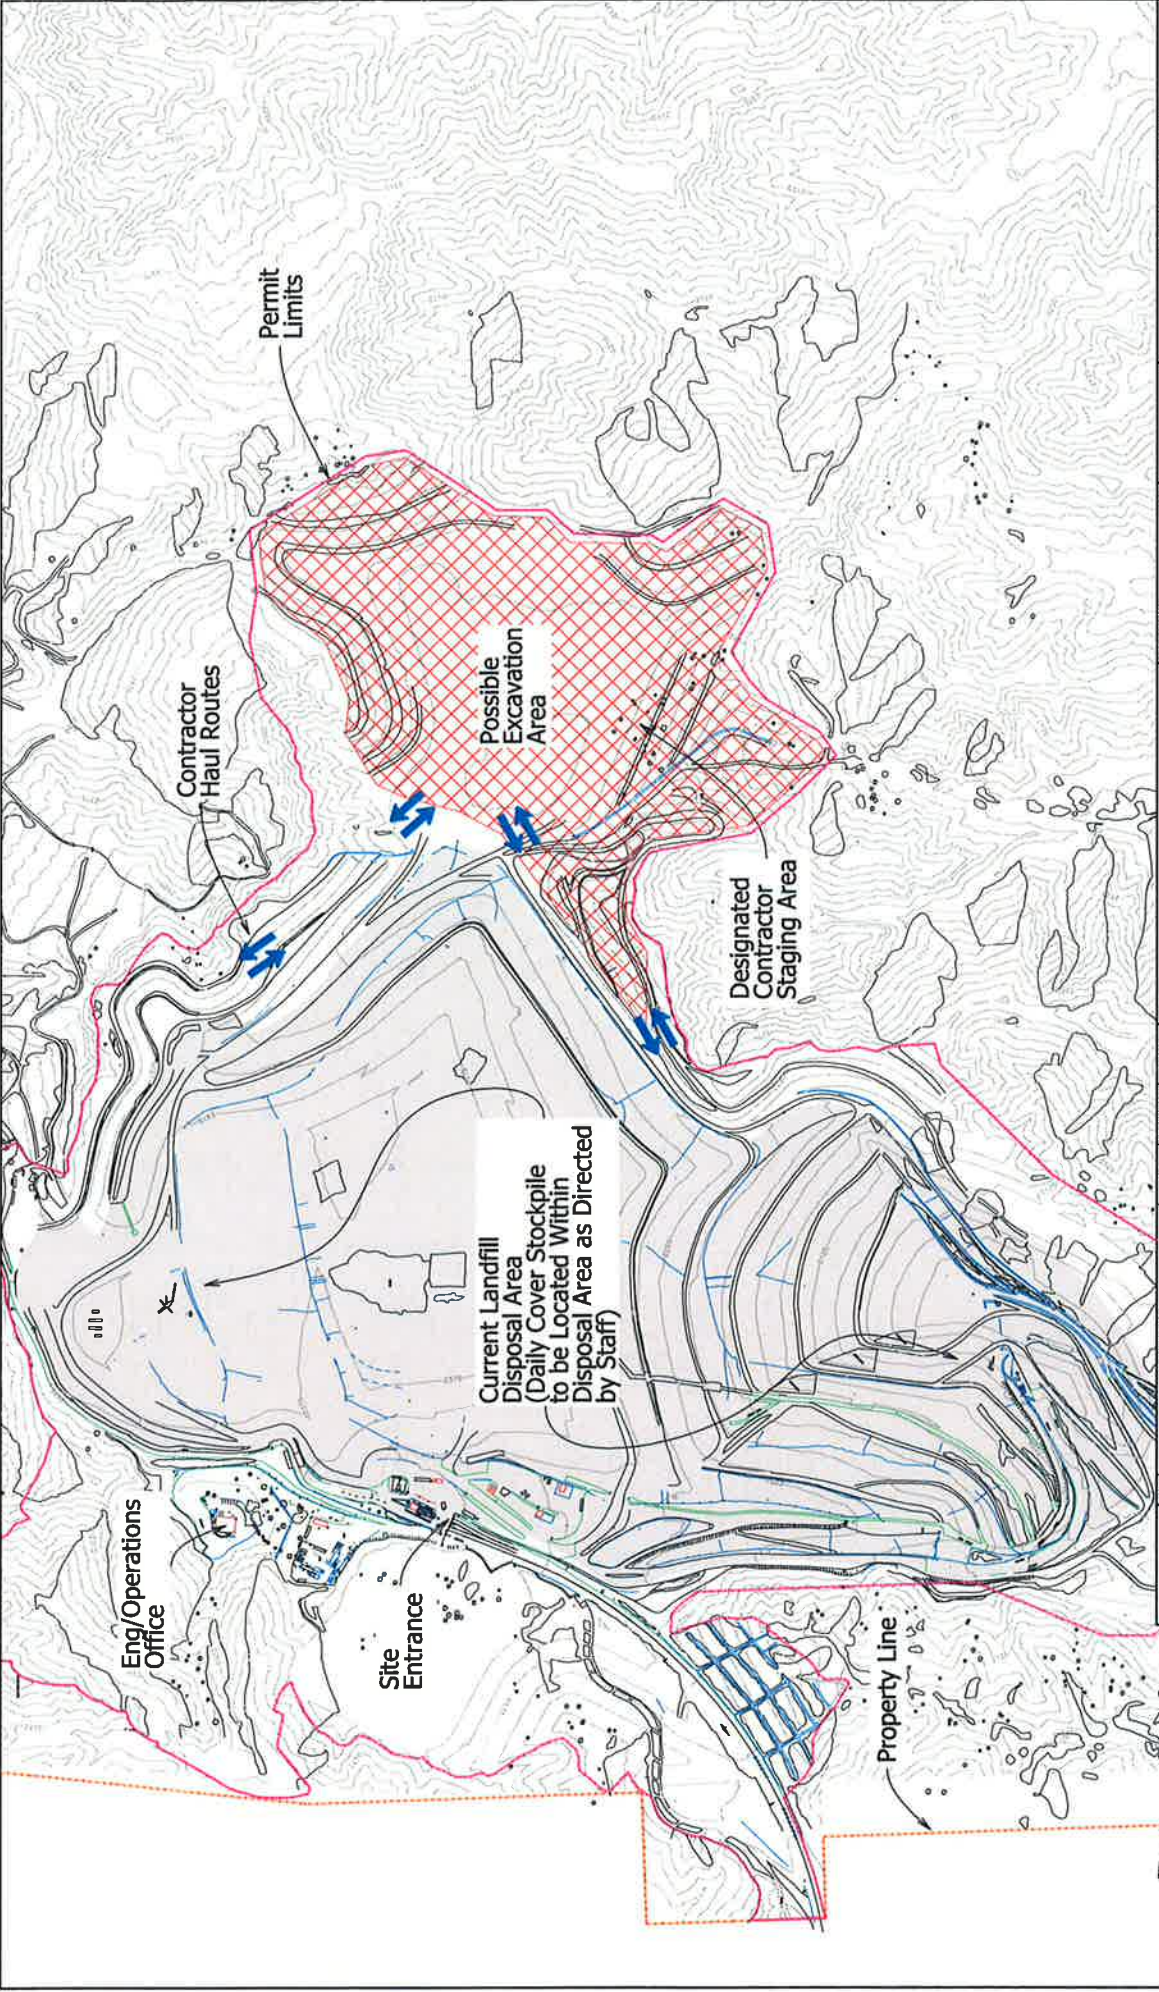 Permit
Limits
Contractor
Haul Routes
Possible
Excavation
Area
Designated
Contractor
Staging Area
Current Landfill
Disposal Area
(Daily Cover Stockpile
to be Located Within
Disposal Area as Directed
by Staff)
Eng/Operations
Office
Site
Entrance
Property Line